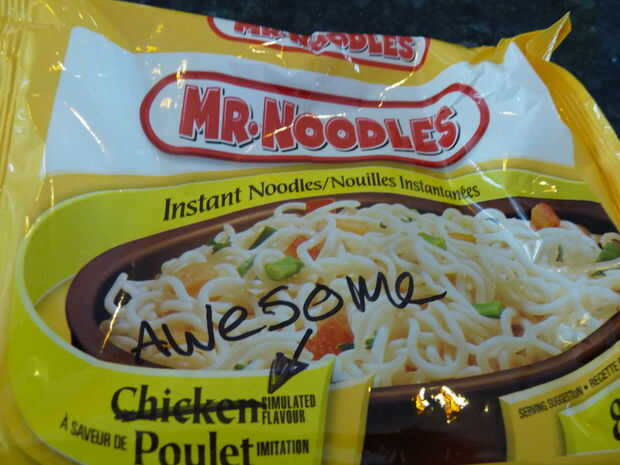 MR. NOODLES
MR. NOODLES
Instant Noodles/Nouilles Instantanées
Awesome
Chicken SIMULATED FLAVOUR
À SAVEUR DE Poulet IMITATION
SERVING SUGGESTION • RECETTE